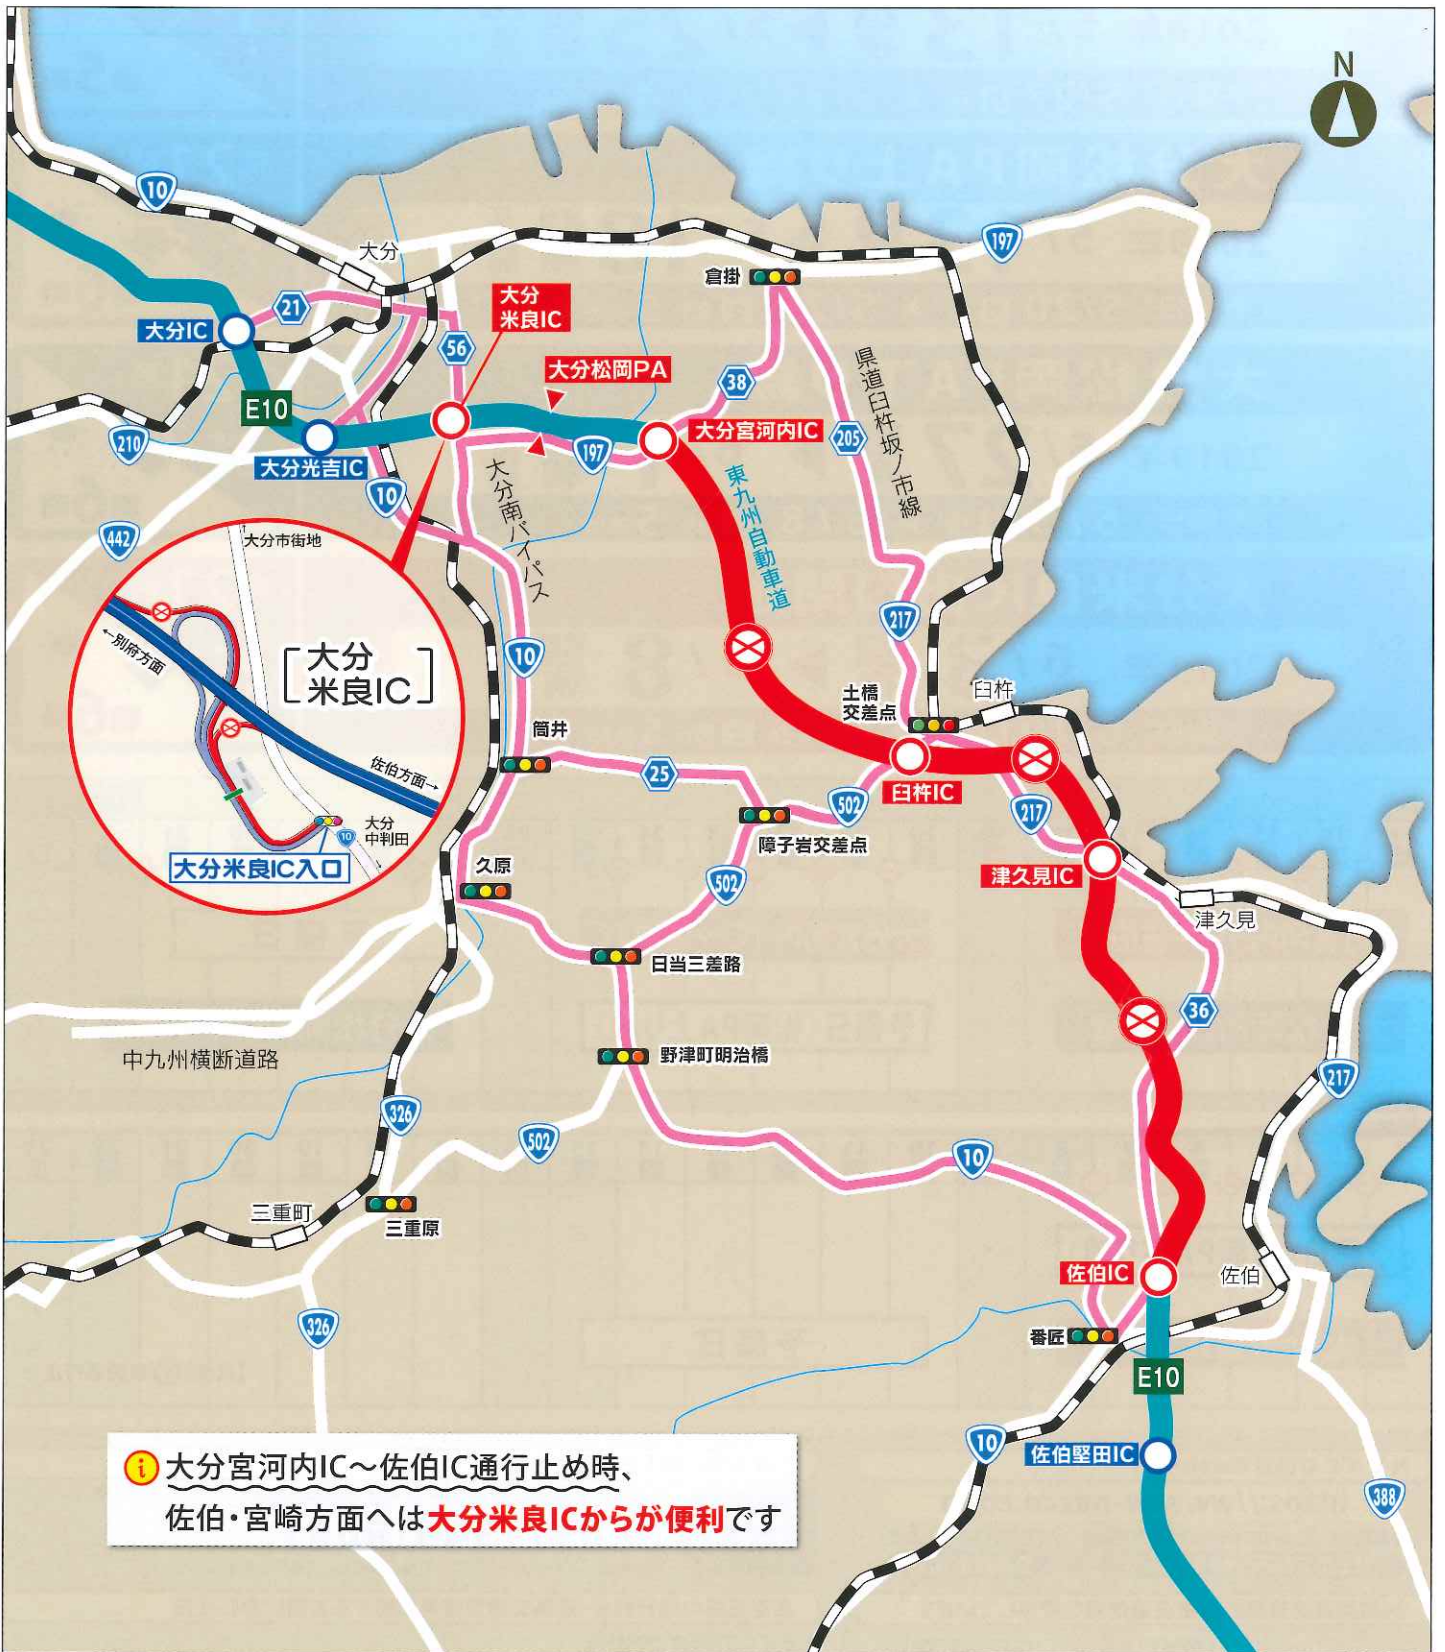 N
10
大分
197
倉掛
21
大分
米良IC
大分IC
56
大分松岡PA
38
県道臼杵坂ノ市線
E10
210
大分光吉IC
大分宮河内IC
205
197
10
大分南バイパス
東九州自動車道
442
大分市街地
←別府方面
大分
米良IC
佐伯方面→
大分
中判田
10
大分米良IC入口
10
217
土橋
交差点
臼杵
筒井
25
臼杵IC
502
217
障子岩交差点
津久見IC
久原
502
津久見
日当三差路
36
中九州横断道路
野津町明治橋
217
326
502
10
三重町
三重原
佐伯IC
佐伯
326
番匠
E10
10
佐伯堅田IC
388
i 大分宮河内IC～佐伯IC通行止め時、
佐伯・宮崎方面へは大分米良ICからが便利です